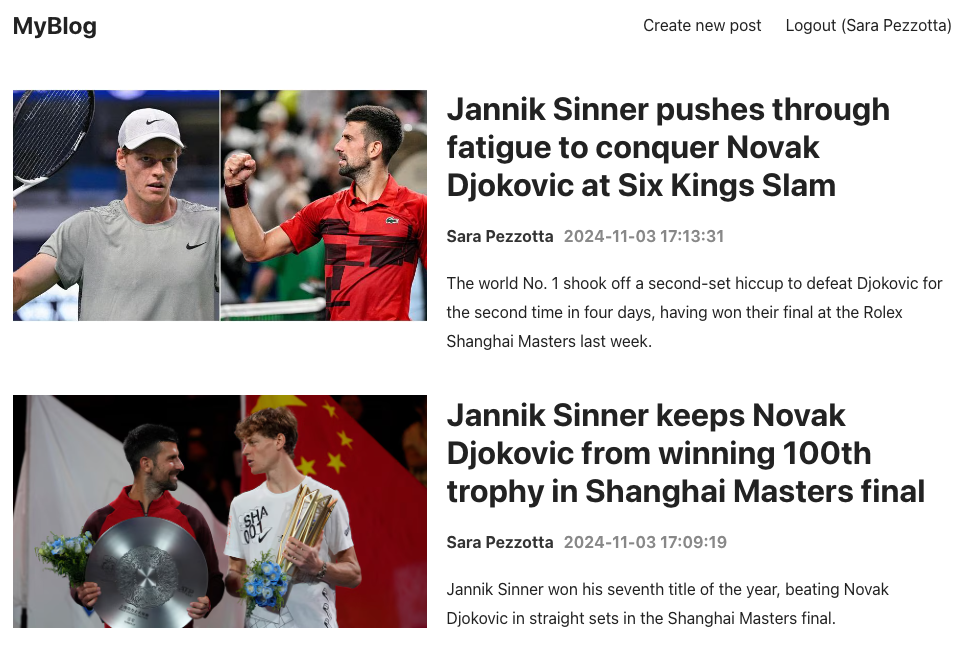 MyBlog
Create new post
Logout (Sara Pezzotta)
Jannik Sinner pushes through
fatigue to conquer Novak
Djokovic at Six Kings Slam
Sara Pezzotta 2024-11-03 17:13:31
The world No. 1 shook off a second-set hiccup to defeat Djokovic for
the second time in four days, having won their final at the Rolex
Shanghai Masters last week.
SHA
001
Jannik Sinner keeps Novak
Djokovic from winning 100th
trophy in Shanghai Masters final
Sara Pezzotta 2024-11-03 17:09:19
Jannik Sinner won his seventh title of the year, beating Novak
Djokovic in straight sets in the Shanghai Masters final.